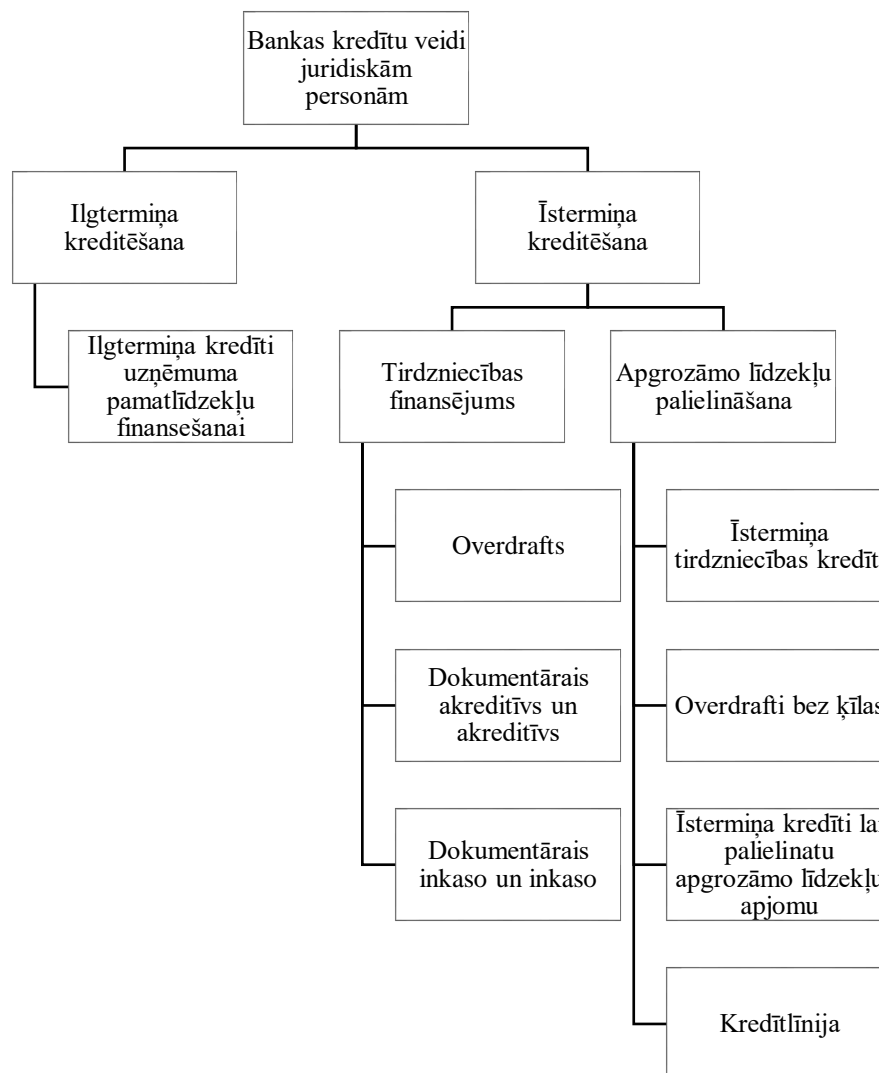 Bankas kredītu veidi
juridiskām
personām
Ilgtermiņa
kreditēšana
Īstermiņa
kreditēšana
Ilgtermiņa kredīti
uzņēmuma
pamatlīdzekļu
finansešanai
Tirdzniecības
finansējums
Apgrozāmo līdzekļu
palielināšana
Overdrafts
Dokumentārais
akreditīvs un
akreditīvs
Dokumentārais
inkaso un inkaso
Īstermiņa
tirdzniecības kredīt
Overdrafti bez ķīlas
Īstermiņa kredīti lai
palielinatu
apgrozāmo līdzekļu
apjomu
Kredītlīnija